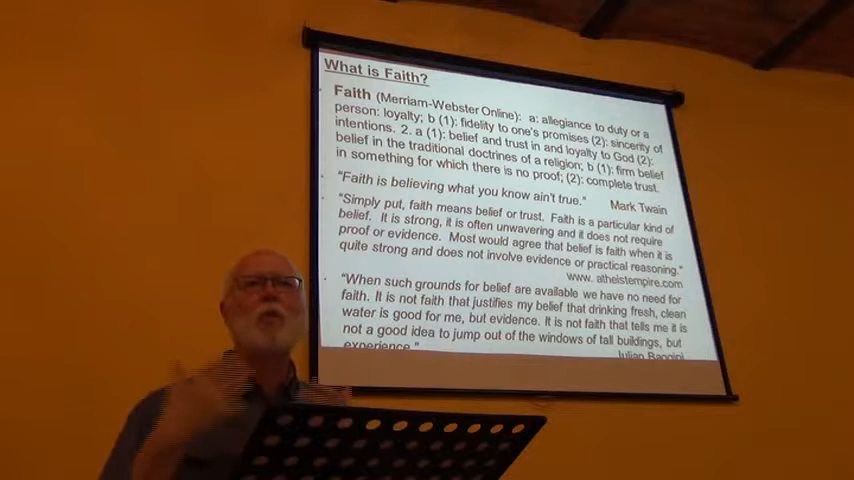 What is Faith?
Faith (Merriam-Webster Online): a: allegiance to duty or a
person: loyalty; b (1): fidelity to one's promises (2): sincerity of
intentions. 2. a (1): belief and trust in and loyalty to God (2):
belief in the traditional doctrines of a religion; b (1): firm belief
in something for which there is no proof; (2): complete trust.
"Faith is believing what you know ain't true." Mark Twain
"Simply put, faith means belief or trust. Faith is a particular kind of
belief. It is strong, it is often unwavering and it does not require
proof or evidence. Most would agree that belief is faith when it is
quite strong and does not involve evidence or practical reasoning."
www. atheistempire.com
"When such grounds for belief are available we have no need for
faith. It is not faith that justifies my belief that drinking fresh, clean
water is good for me, but evidence. It is not faith that tells me it is
not a good idea to jump out of the windows of tall buildings, but
experience." Julian Baggini